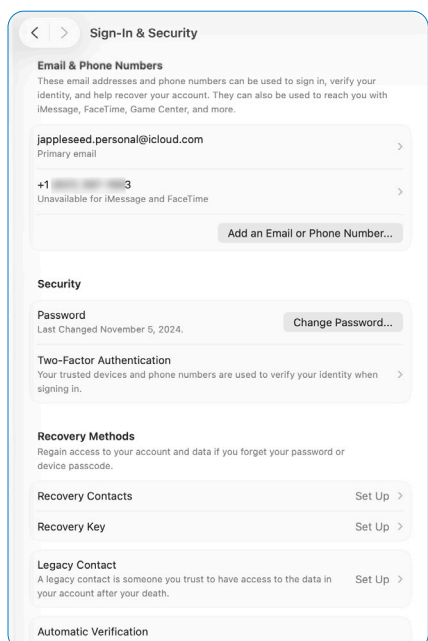 Sign-In & Security
Email & Phone Numbers
These email addresses and phone numbers can be used to sign in, verify your
identity, and help recover your account. They can also be used to reach you with
iMessage, FaceTime, Game Center, and more.
jappleseed.personal@icloud.com
Primary email
+1 3
Unavailable for iMessage and FaceTime
Add an Email or Phone Number...
Security
Password
Last Changed November 5, 2024.
Change Password...
Two-Factor Authentication
Your trusted devices and phone numbers are used to verify your identity when
signing in.
Recovery Methods
Regain access to your account and data if you forget your password or
device passcode.
Recovery Contacts Set Up
Recovery Key Set Up
Legacy Contact
A legacy contact is someone you trust to have access to the data in
your account after your death.
Set Up
Automatic Verification